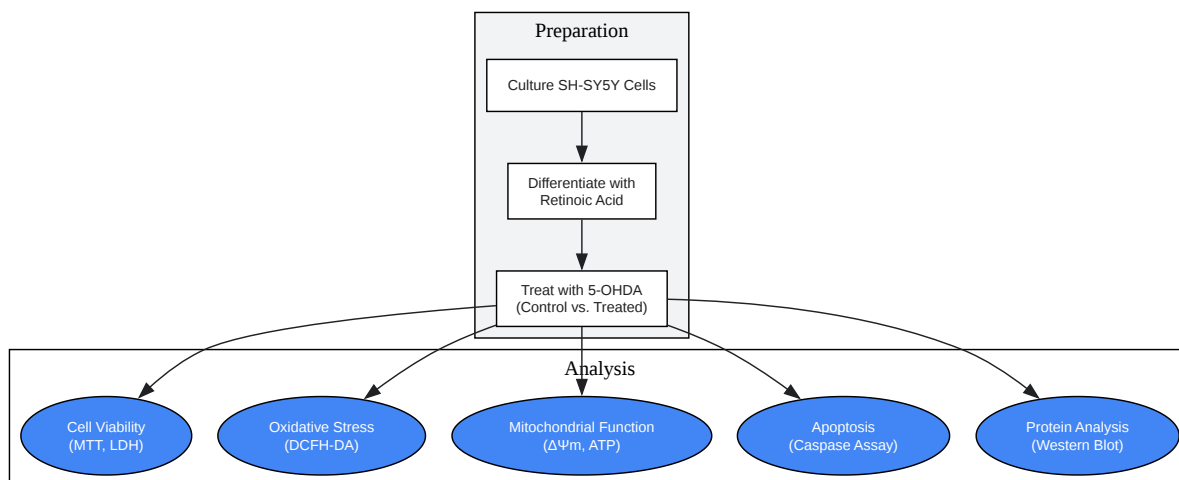 Preparation
Culture SH-SY5Y Cells
Differentiate with
Retinoic Acid
Treat with 5-OHDA
(Control vs. Treated)
Analysis
Cell Viability
(MTT, LDH)
Oxidative Stress
(DCFH-DA)
Mitochondrial Function
(ΔΨm, ATP)
Apoptosis
(Caspase Assay)
Protein Analysis
(Western Blot)